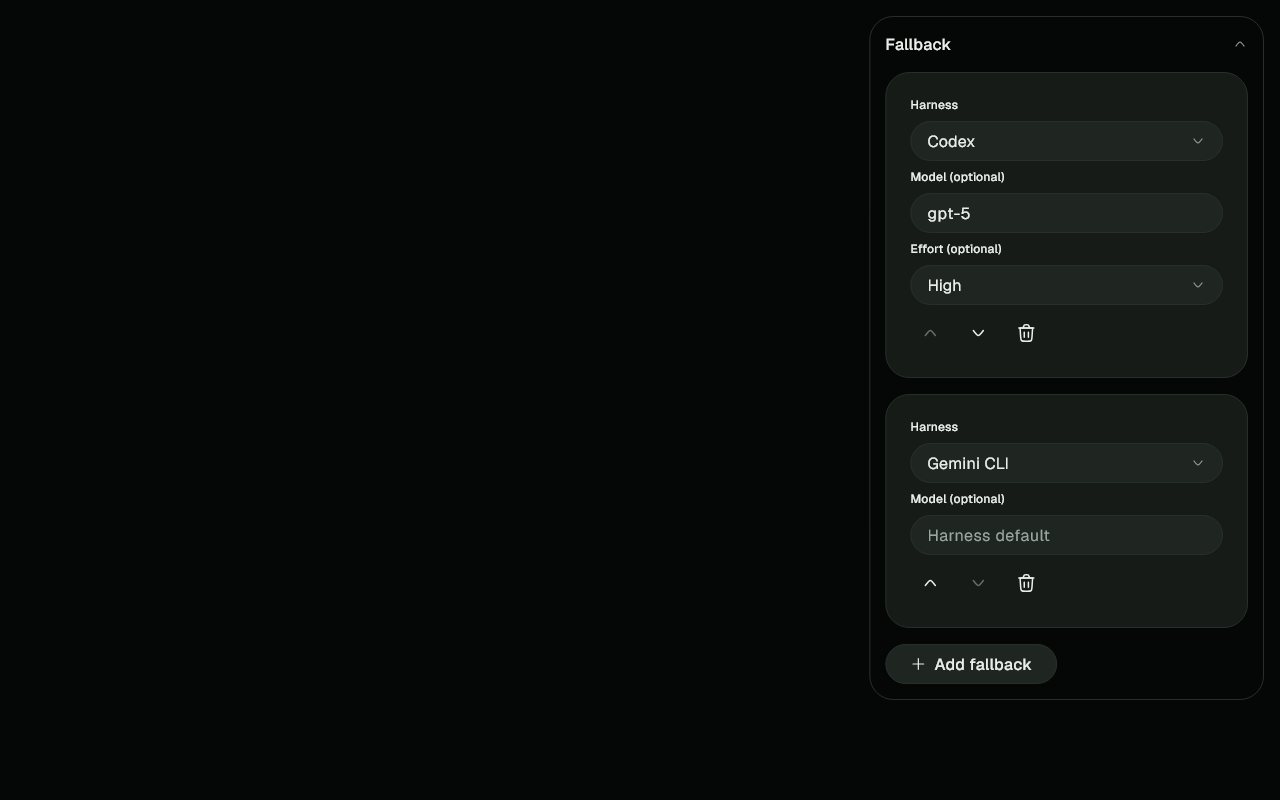 Fallback
Harness
Codex
Model (optional)
gpt-5
Effort (optional)
High
Harness
Gemini CLI
Model (optional)
Harness default
Add fallback